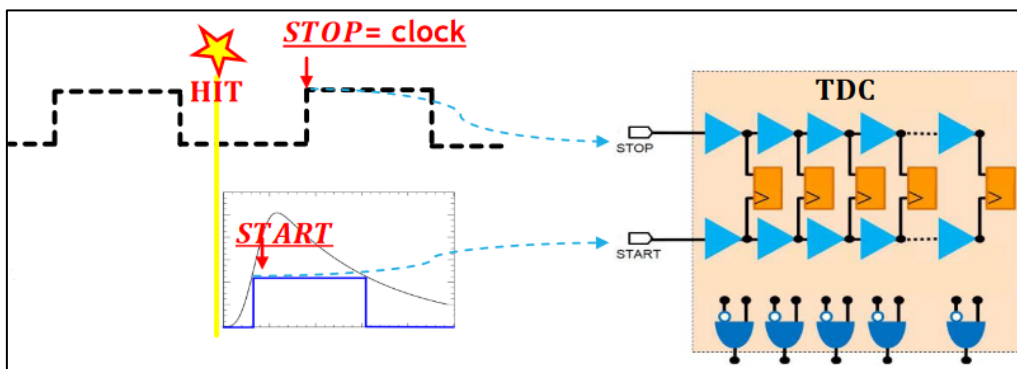 STOP= clock
HIT
START
TDC
STOP
START